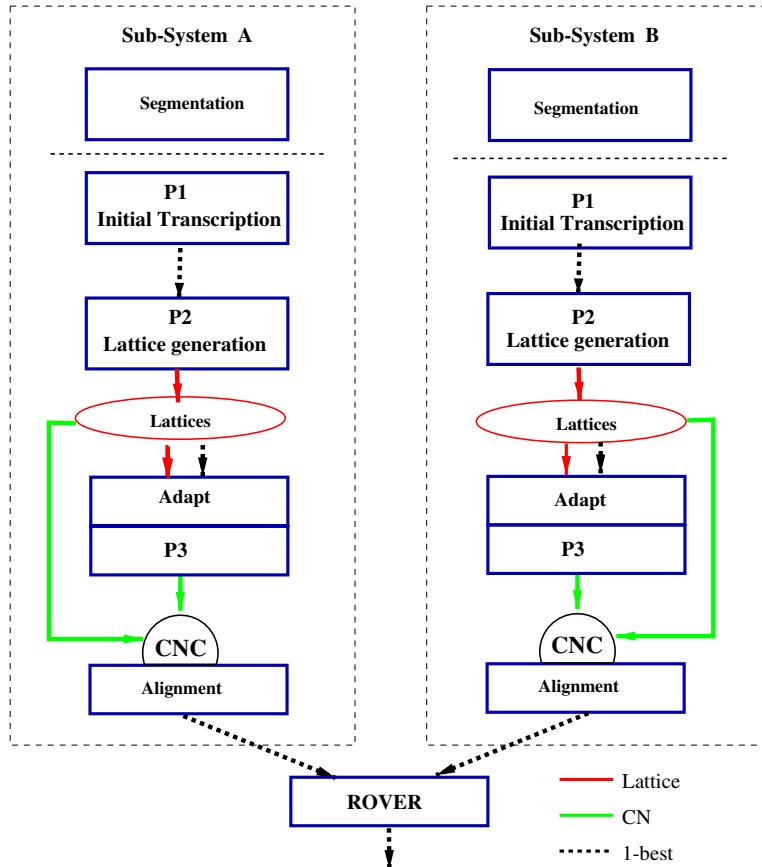 Sub-System A
Segmentation
P1
Initial Transcription
P2
Lattice generation
Lattices
Adapt
P3
CNC
Alignment
Sub-System B
Segmentation
P1
Initial Transcription
P2
Lattice generation
Lattices
Adapt
P3
CNC
Alignment
ROVER
Lattice
CN
1-best